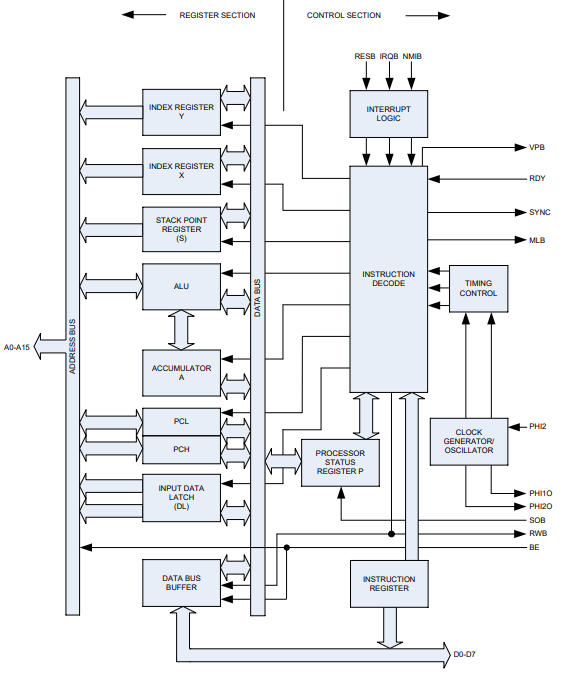 REGISTER SECTION
CONTROL SECTION
RESB IRQB NMIB
INDEX REGISTER
Y
INTERRUPT
LOGIC
VPB
INDEX REGISTER
X
RDY
STACK POINT
REGISTER
(S)
SYNC
MLB
ALU
INSTRUCTION
DECODE
TIMING
CONTROL
DATA BUS
ADDRESS BUS
A0-A15
ACCUMULATOR
A
PCL
PCH
PROCESSOR
STATUS
REGISTER P
CLOCK
GENERATOR/
OSCILLATOR
PHI2
INPUT DATA
LATCH
(DL)
PHI1O
PHI2O
SOB
RWB
BE
DATA BUS
BUFFER
INSTRUCTION
REGISTER
D0-D7